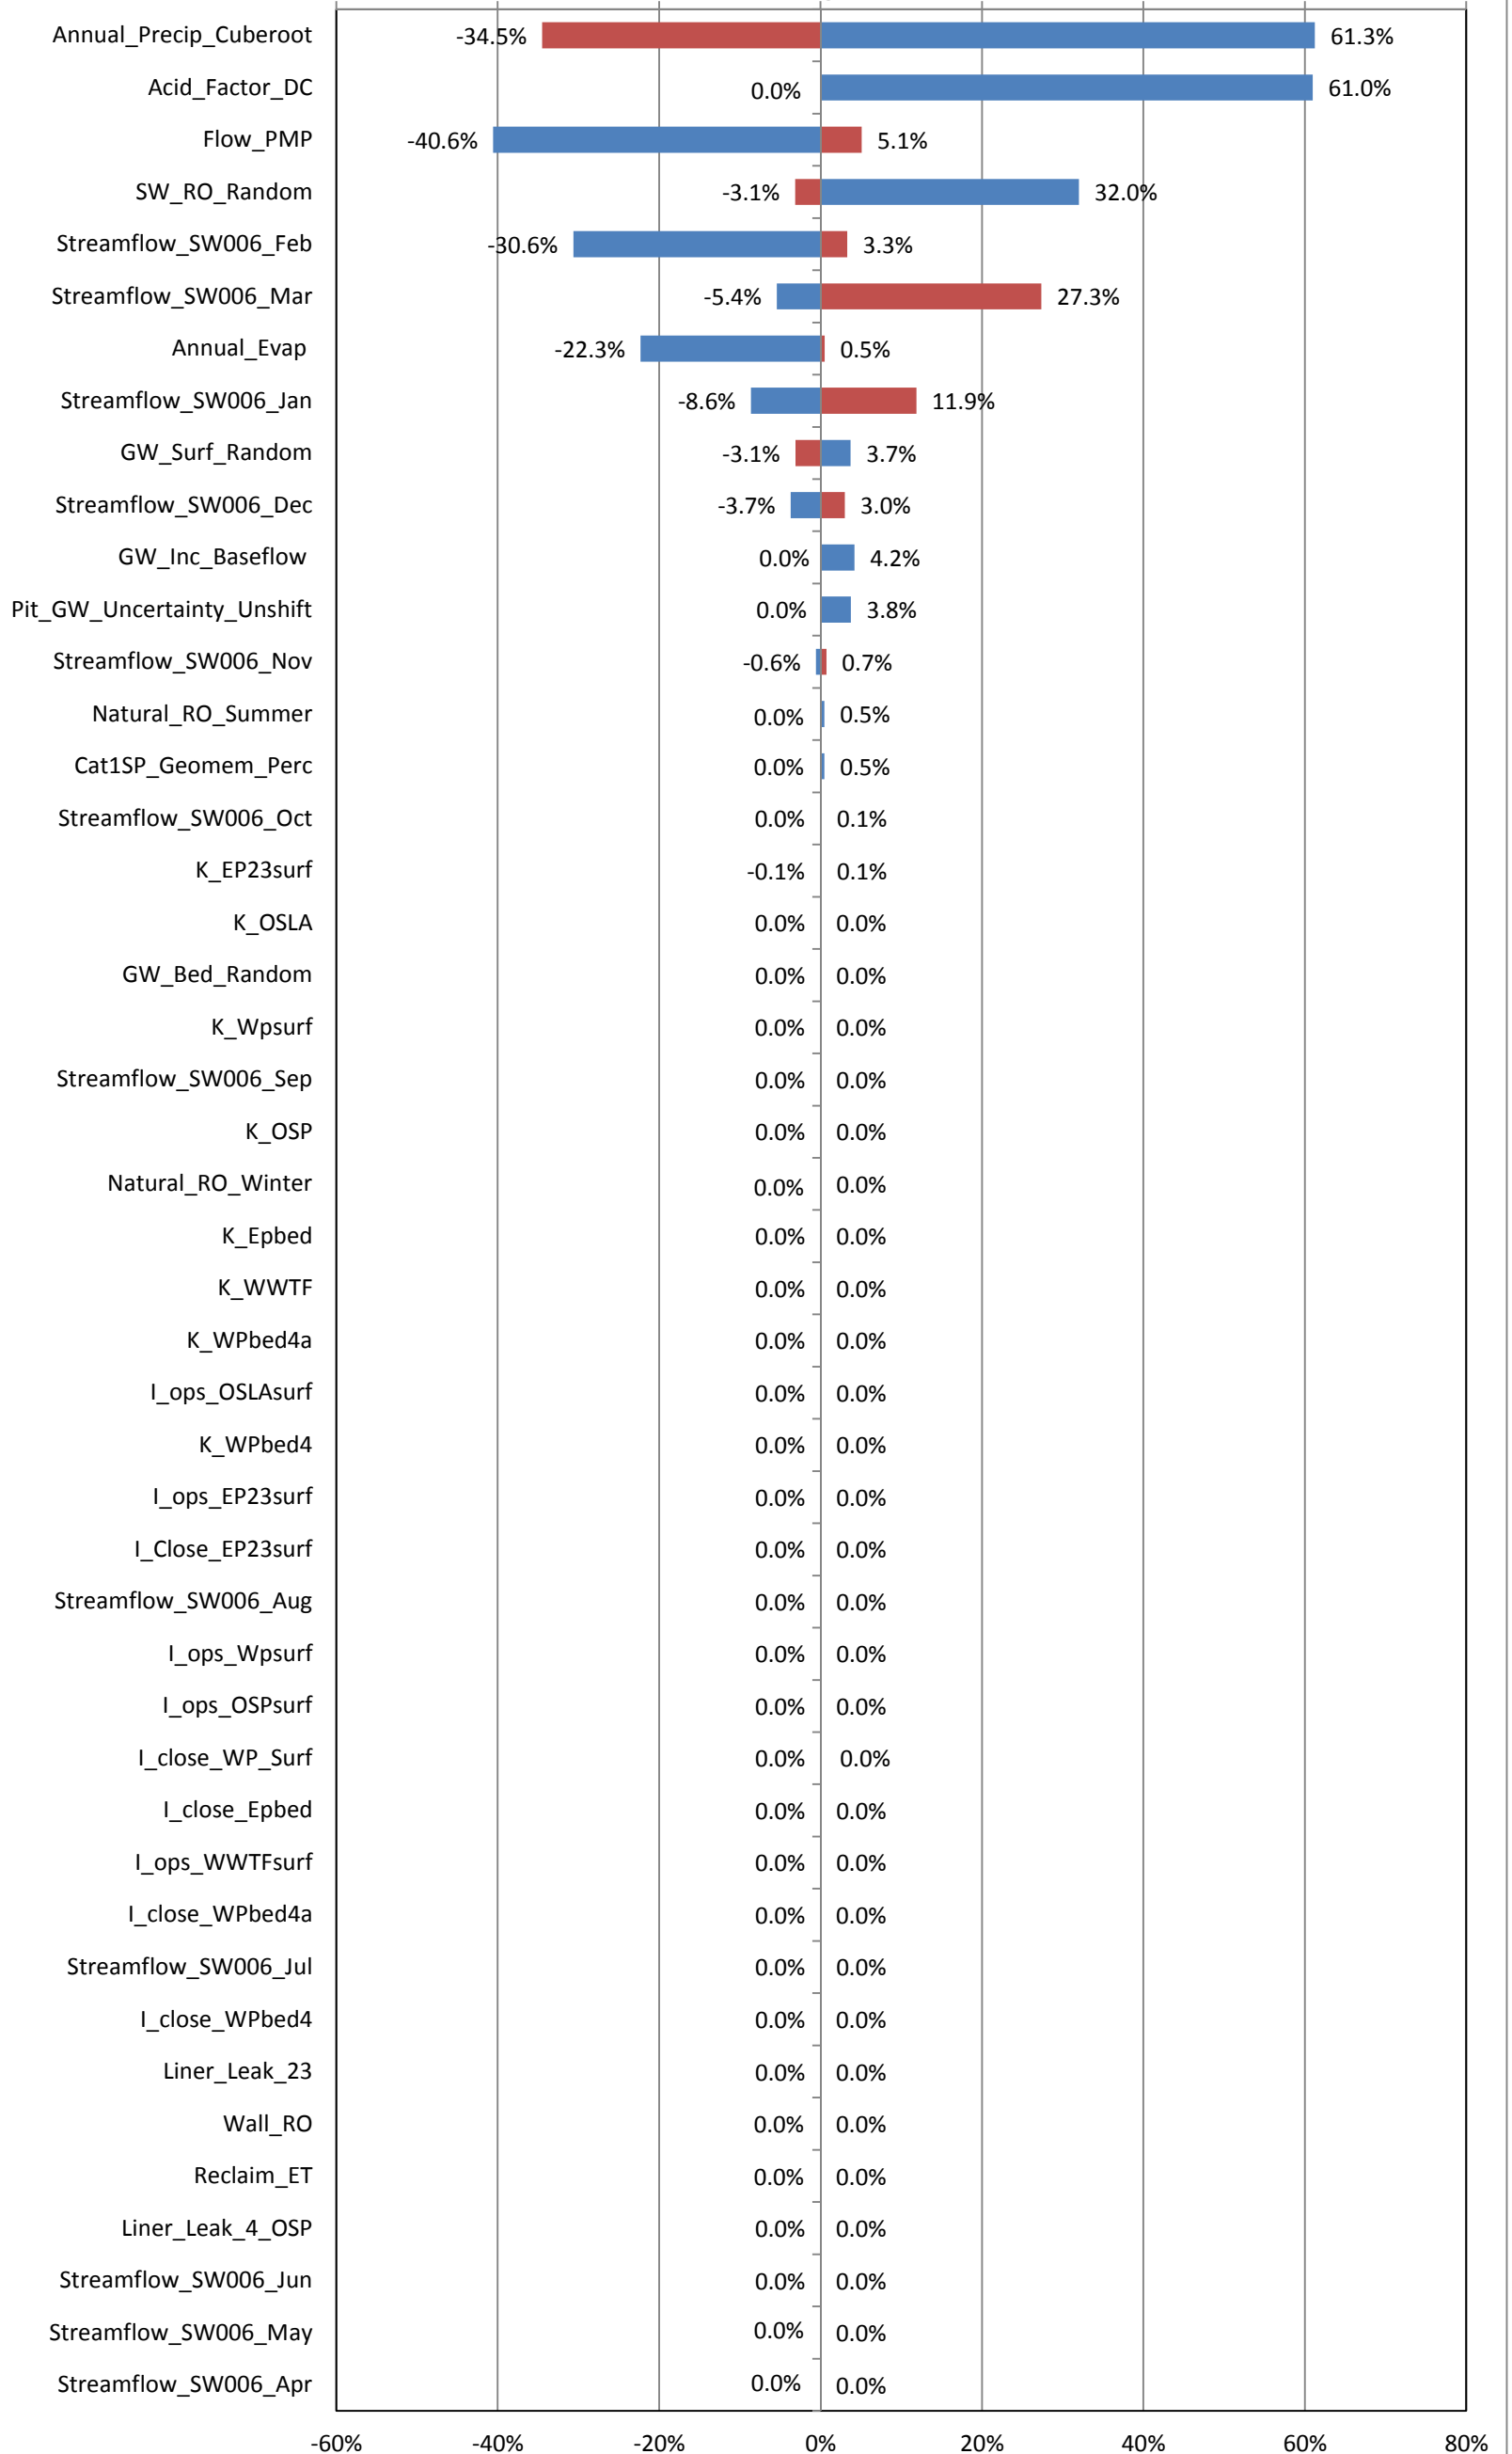 Annual_Precip_Cuberoot -34.5% 61.3%
Acid_Factor_DC 0.0% 61.0%
Flow_PMP -40.6% 5.1%
SW_RO_Random -3.1% 32.0%
Streamflow_SW006_Feb -30.6% 3.3%
Streamflow_SW006_Mar -5.4% 27.3%
Annual_Evap -22.3% 0.5%
Streamflow_SW006_Jan -8.6% 11.9%
GW_Surf_Random -3.1% 3.7%
Streamflow_SW006_Dec -3.7% 3.0%
GW_Inc_Baseflow 0.0% 4.2%
Pit_GW_Uncertainty_Unshift 0.0% 3.8%
Streamflow_SW006_Nov -0.6% 0.7%
Natural_RO_Summer 0.0% 0.5%
Cat1SP_Geomem_Perc 0.0% 0.5%
Streamflow_SW006_Oct 0.0% 0.1%
K_EP23surf -0.1% 0.1%
K_OSLA 0.0% 0.0%
GW_Bed_Random 0.0% 0.0%
K_Wpsurf 0.0% 0.0%
Streamflow_SW006_Sep 0.0% 0.0%
K_OSP 0.0% 0.0%
Natural_RO_Winter 0.0% 0.0%
K_Epbed 0.0% 0.0%
K_WWTF 0.0% 0.0%
K_WPbed4a 0.0% 0.0%
I_ops_OSLAsurf 0.0% 0.0%
K_WPbed4 0.0% 0.0%
I_ops_EP23surf 0.0% 0.0%
I_Close_EP23surf 0.0% 0.0%
Streamflow_SW006_Aug 0.0% 0.0%
I_ops_Wpsurf 0.0% 0.0%
I_ops_OSPsurf 0.0% 0.0%
I_close_WP_Surf 0.0% 0.0%
I_close_Epbed 0.0% 0.0%
I_ops_WWTFsurf 0.0% 0.0%
I_close_WPbed4a 0.0% 0.0%
Streamflow_SW006_Jul 0.0% 0.0%
I_close_WPbed4 0.0% 0.0%
Liner_Leak_23 0.0% 0.0%
Wall_RO 0.0% 0.0%
Reclaim_ET 0.0% 0.0%
Liner_Leak_4_OSP 0.0% 0.0%
Streamflow_SW006_Jun 0.0% 0.0%
Streamflow_SW006_May 0.0% 0.0%
Streamflow_SW006_Apr 0.0% 0.0%
-60% -40% -20% 0% 20% 40% 60% 80%